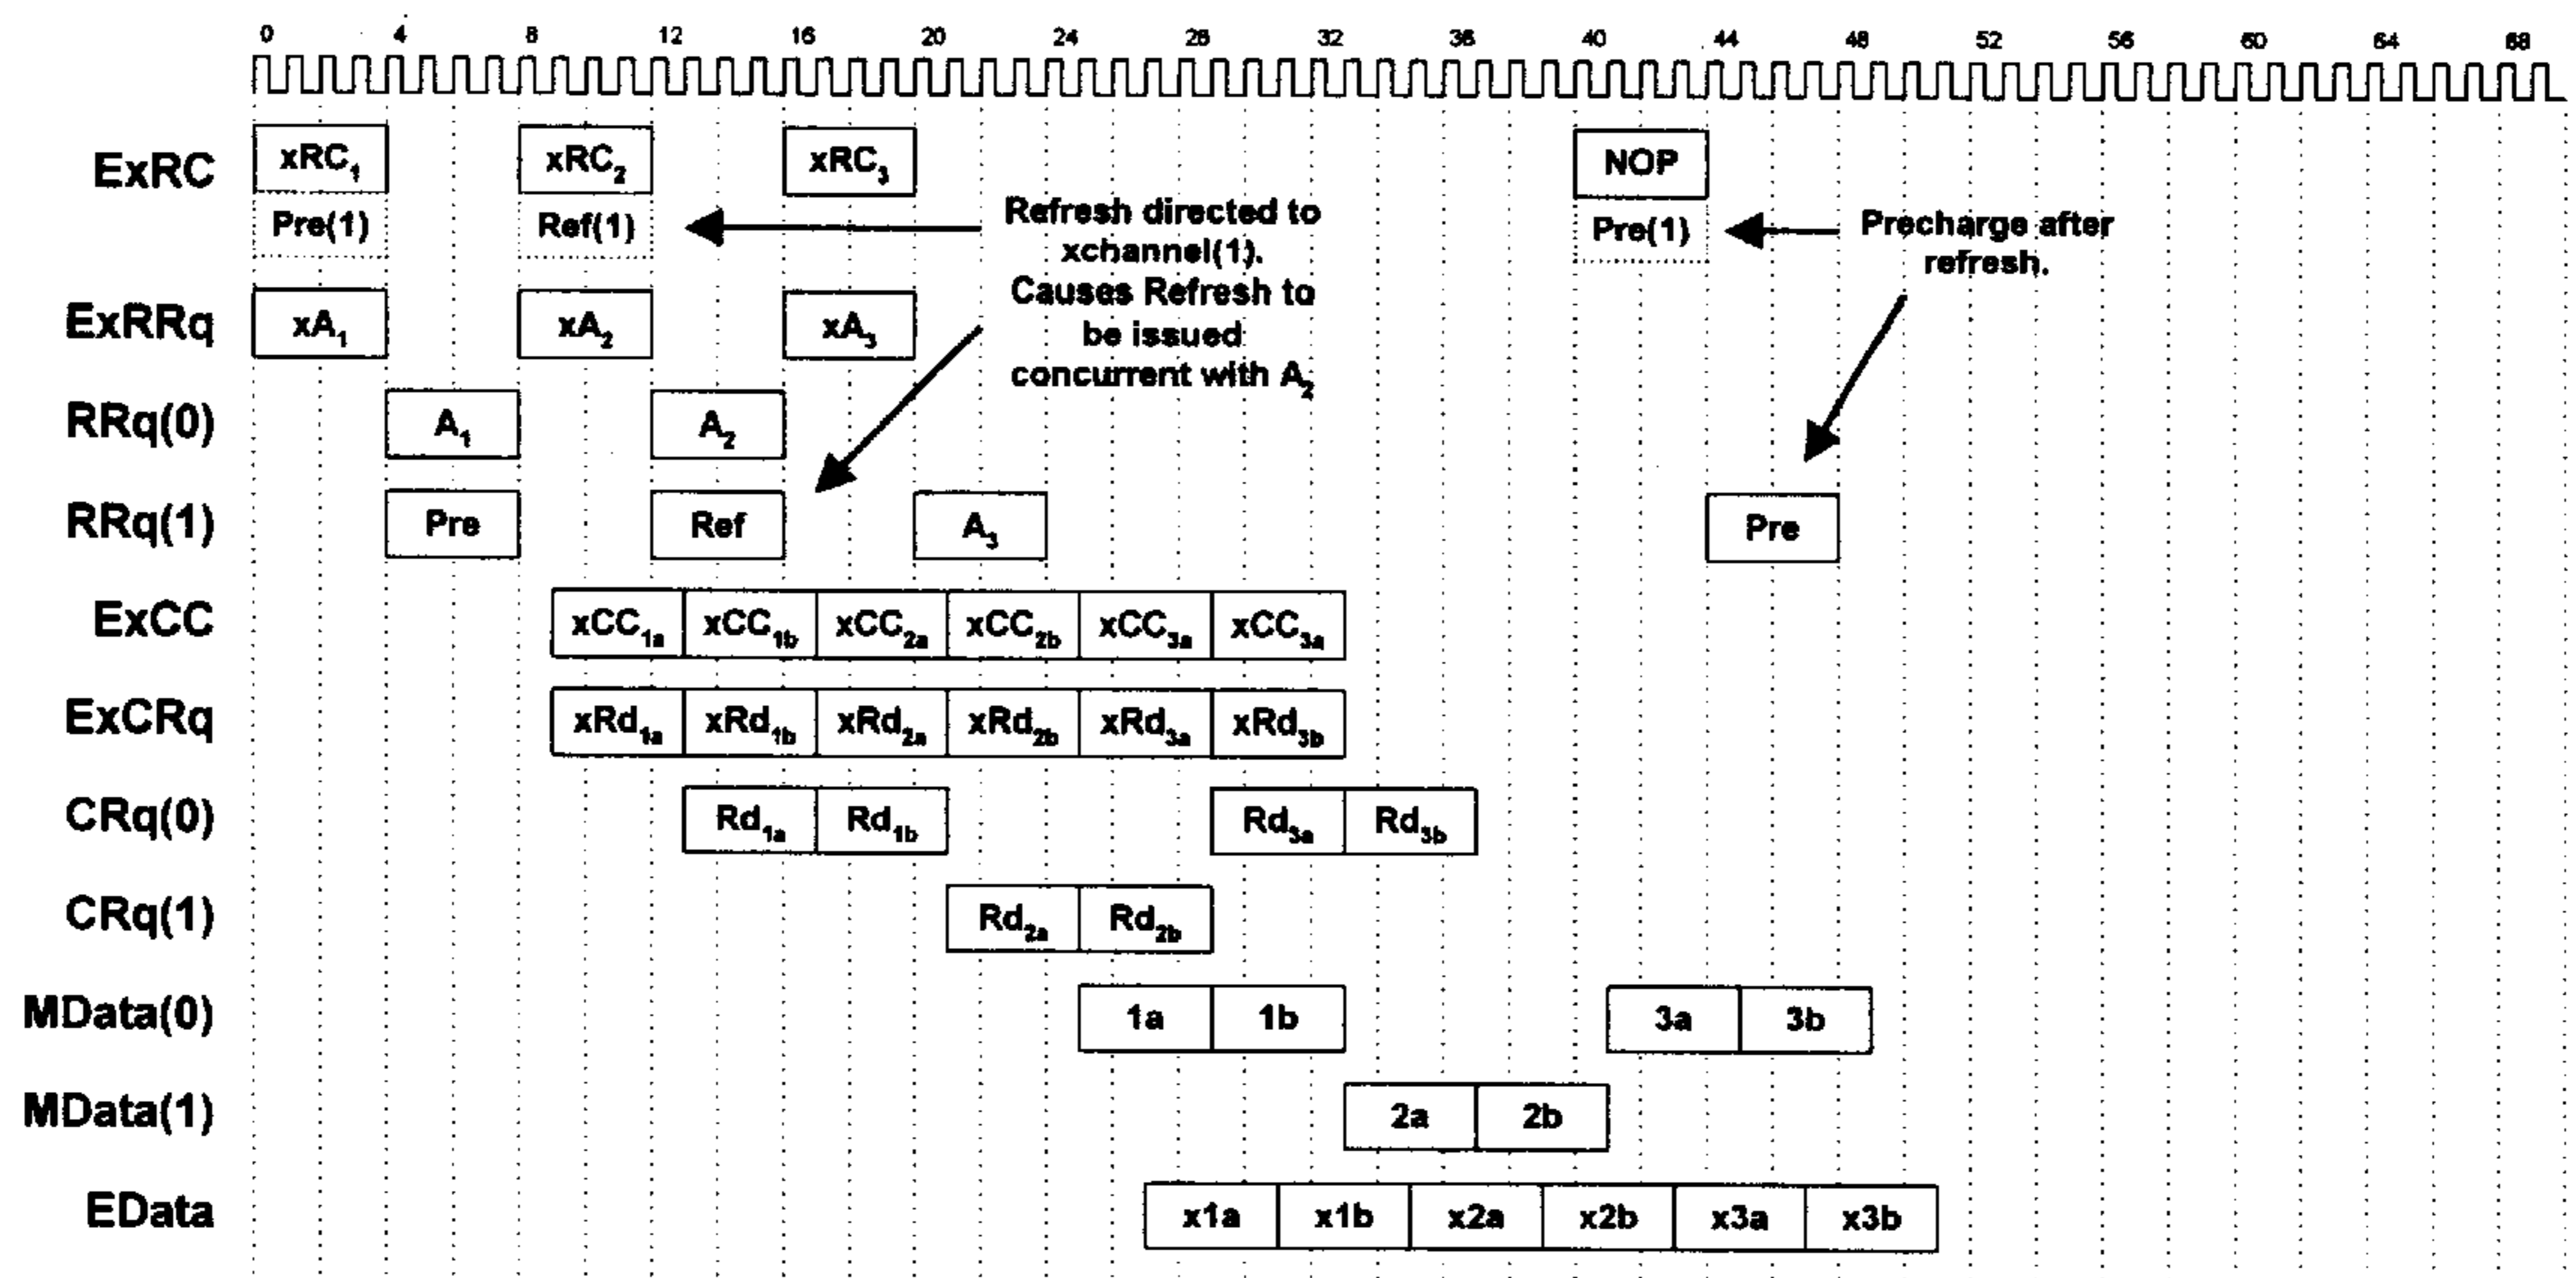 0 4 8 12 16 20 24 28 32 36 40 44 48 52 56 60 64 68
ExRC xRC₁ xRC₂ xRC₃ NOP
Pre(1) Ref(1) Pre(1)
Refresh directed to
xchannel(1).
Causes Refresh to
be issued
concurrent with A₂
Precharge after
refresh.
ExRRq xA₁ xA₂ xA₃
RRq(0) A₁ A₂
RRq(1) Pre Ref A₃ Pre
ExCC xCC₁ₐ xCC₁b xCC₂ₐ xCC₂b xCC₃ₐ xCC₃ₐ
ExCRq xRd₁ₐ xRd₁b xRd₂ₐ xRd₂b xRd₃ₐ xRd₃b
CRq(0) Rd₁ₐ Rd₁b Rd₃ₐ Rd₃b
CRq(1) Rd₂ₐ Rd₂b
MData(0) 1a 1b 3a 3b
MData(1) 2a 2b
EData x1a x1b x2a x2b x3a x3b